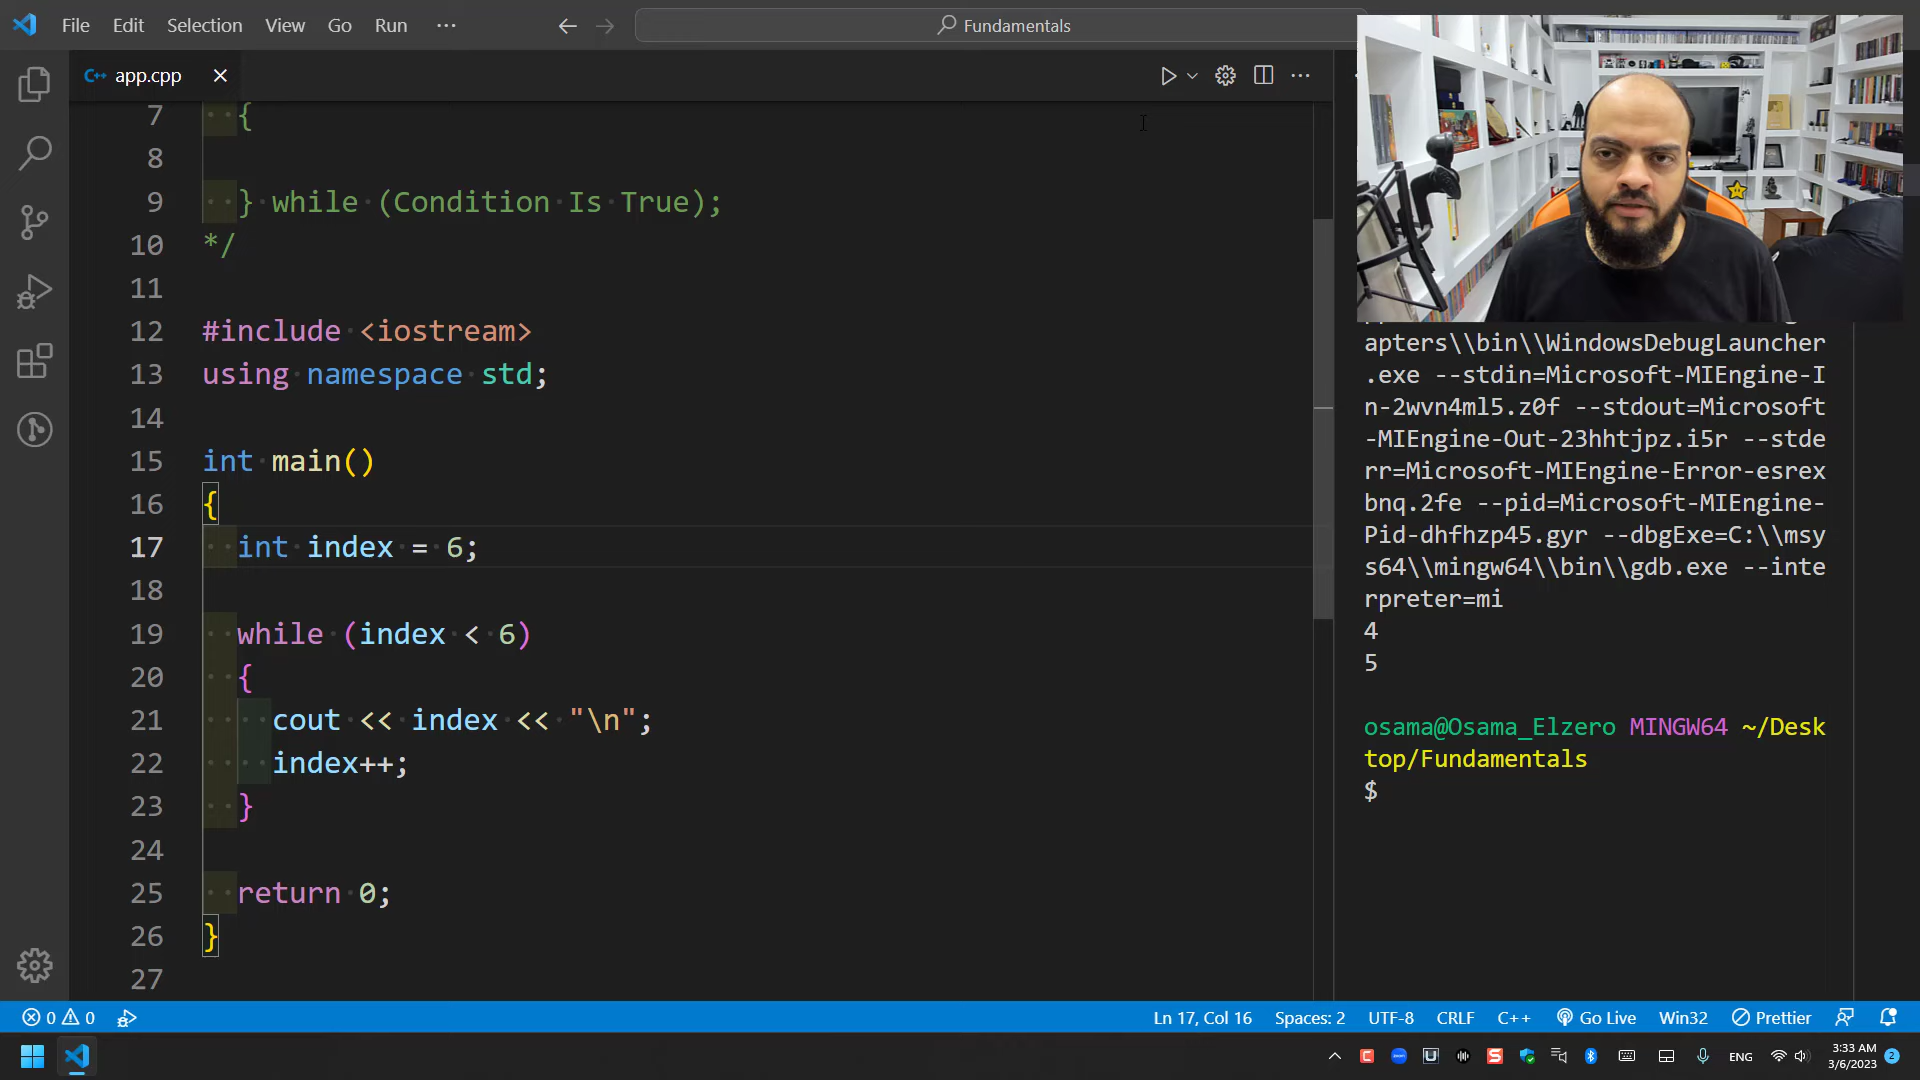 File Edit Selection View Go Run ··· Fundamentals
C++ app.cpp
7 {
8
9 } while (Condition Is True);
10 */
11
12 #include <iostream>
13 using namespace std;
14
15 int main()
16 {
17 int index = 6;
18
19 while (index < 6)
20 {
21 cout << index << "\n";
22 index++;
23 }
24
25 return 0;
26 }
27
apters\\bin\\WindowsDebugLauncher
.exe --stdin=Microsoft-MIEngine-I
n-2wvn4ml5.z0f --stdout=Microsoft
-MIEngine-Out-23hhtjpz.i5r --stde
rr=Microsoft-MIEngine-Error-esrex
bnq.2fe --pid=Microsoft-MIEngine-
Pid-dhfhzp45.gyr --dbgExe=C:\\msy
s64\\mingw64\\bin\\gdb.exe --inte
rpreter=mi
4
5
osama@Osama_Elzero MINGW64 ~/Desk
top/Fundamentals
$
0 0 Ln 17, Col 16 Spaces: 2 UTF-8 CRLF C++ Go Live Win32 Prettier
ENG 3:33 AM 2
3/6/2023